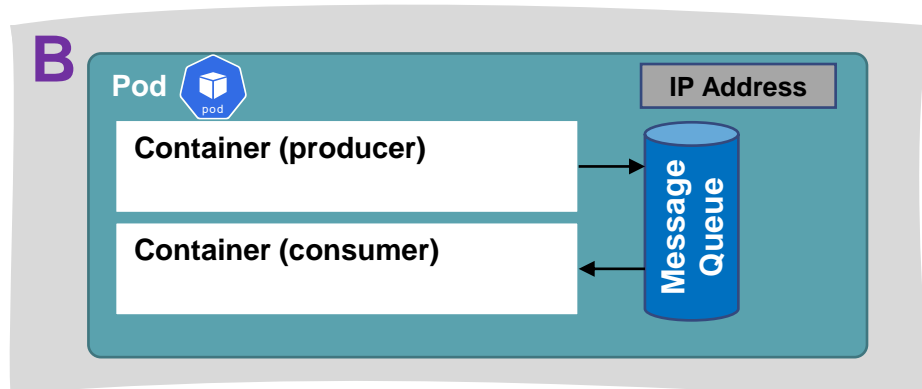 B
Pod
pod
IP Address
Container (producer)
Container (consumer)
Message
Queue